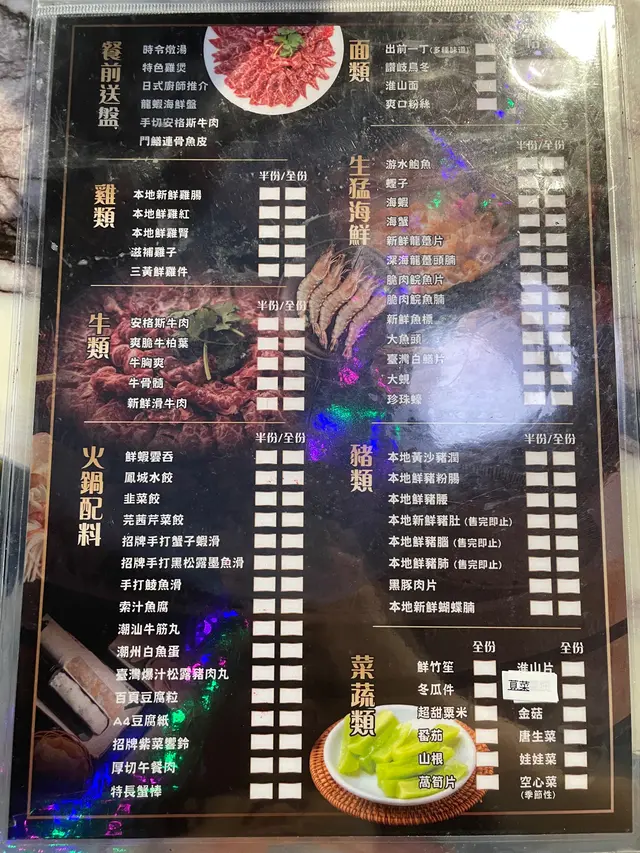 餐前送盤
時令燉湯
特色雞煲
日式廚師推介
龍蝦海鮮盤
手切安格斯牛肉
門鱔連骨魚皮
雞類
半份/全份
本地新鮮雞腸
本地鮮雞紅
本地鮮雞腎
滋補雞子
三黃鮮雞件
牛類
半份/全份
安格斯牛肉
爽脆牛柏葉
牛胸爽
牛骨髓
新鮮滑牛肉
火鍋配料
半份/全份
鮮蝦雲吞
鳳城水餃
韭菜餃
芫茜芹菜餃
招牌手打蟹子蝦滑
招牌手打黑松露墨魚滑
手打鯪魚滑
索汁魚腐
潮汕牛筋丸
潮州白魚蛋
臺灣爆汁松露豬肉丸
百頁豆腐粒
A4豆腐紙
招牌紫菜響鈴
厚切午餐肉
特長蟹棒
面類
出前一丁(多種味道)
讚岐烏冬
淮山面
爽口粉絲
生猛海鮮
半份/全份
游水鮑魚
蟶子
海蝦
海蟹
新鮮龍躉片
深海龍躉頭腩
脆肉鯇魚片
脆肉鯇魚腩
新鮮魚標
大魚頭
臺灣白鱔片
大蜆
珍珠蠔
豬類
半份/全份
本地黃沙豬潤
本地鮮豬粉腸
本地鮮豬腰
本地新鮮豬肚(售完即止)
本地鮮豬腦(售完即止)
本地鮮豬肺(售完即止)
黑豚肉片
本地新鮮蝴蝶腩
菜蔬類
全份
鮮竹笙
冬瓜件
超甜粟米
番茄
山根
萵筍片
全份
淮山片
莧菜
金菇
唐生菜
娃娃菜
空心菜
(季節性)